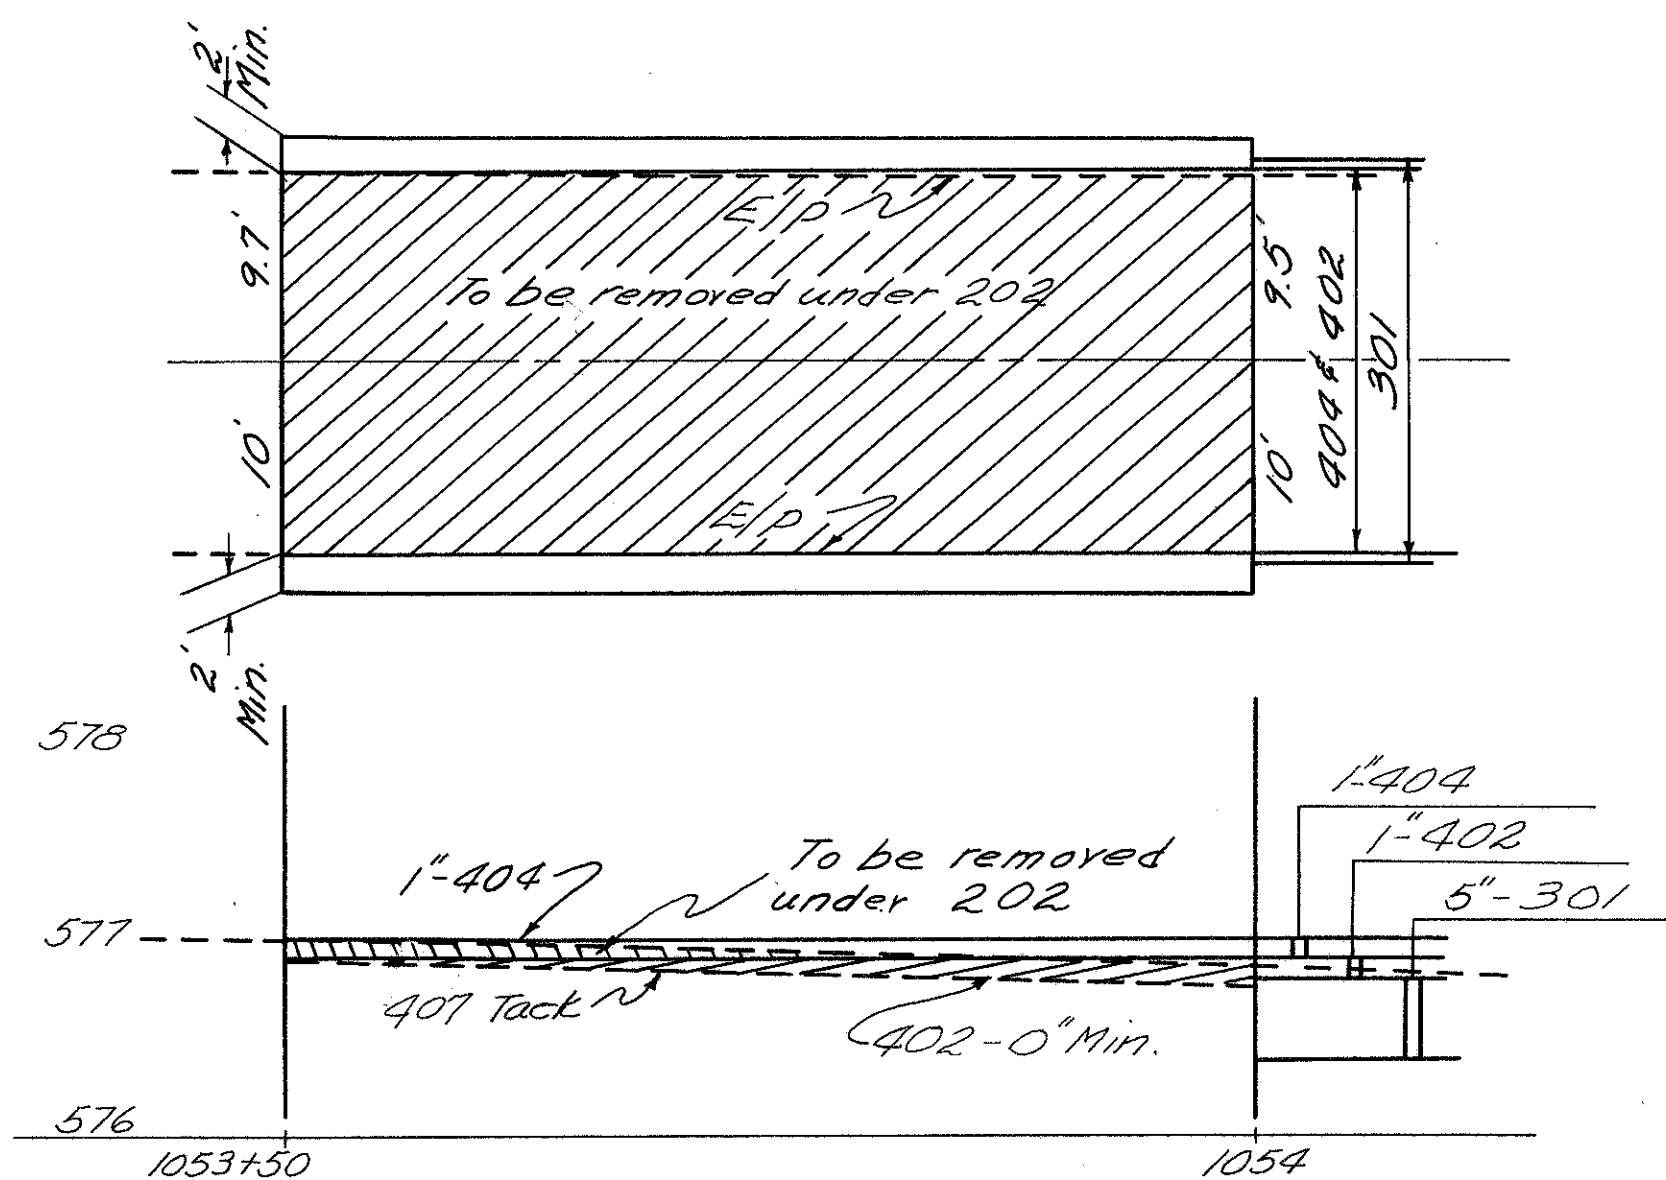 2'
Min.
9.7'
10'
2'
Min.
E/P
To be removed under 202
E/P
9.5'
10'
404 & 402
301
578
577
576
1"-404
To be removed
under 202
407 Tack
402-0" Min.
1"-404
1"-402
5"-301
1053+50
1054